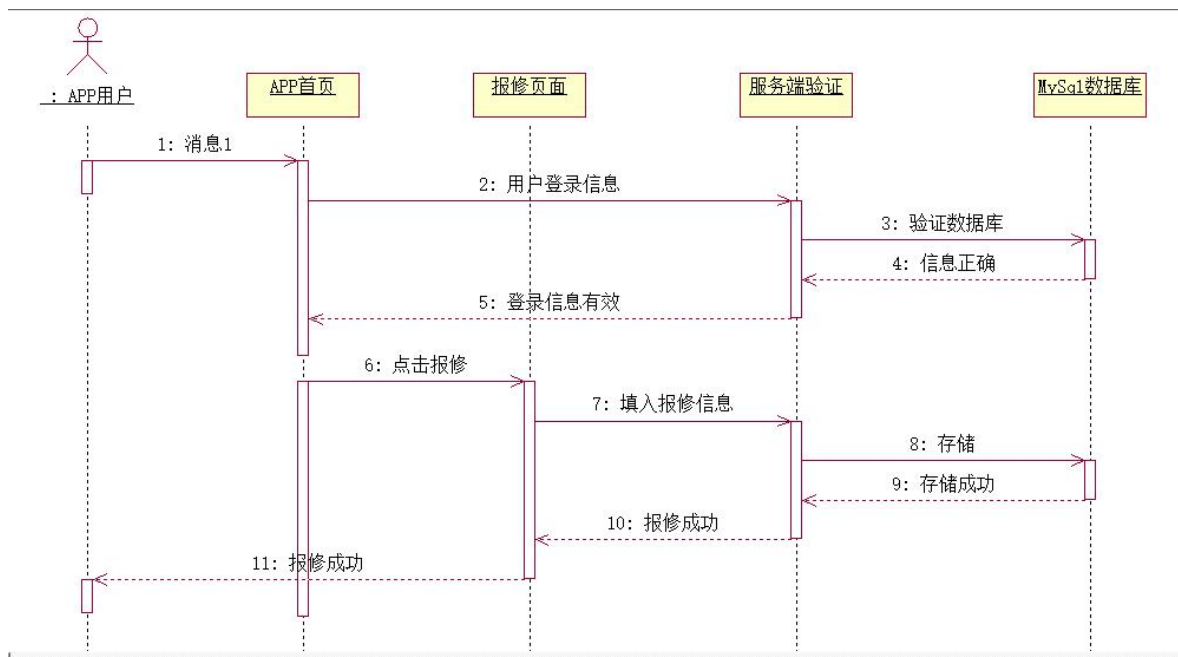 : APP用户
APP首页
报修页面
服务端验证
MySql数据库
1: 消息1
2: 用户登录信息
3: 验证数据库
4: 信息正确
5: 登录信息有效
6: 点击报修
7: 填入报修信息
8: 存储
9: 存储成功
10: 报修成功
11: 报修成功